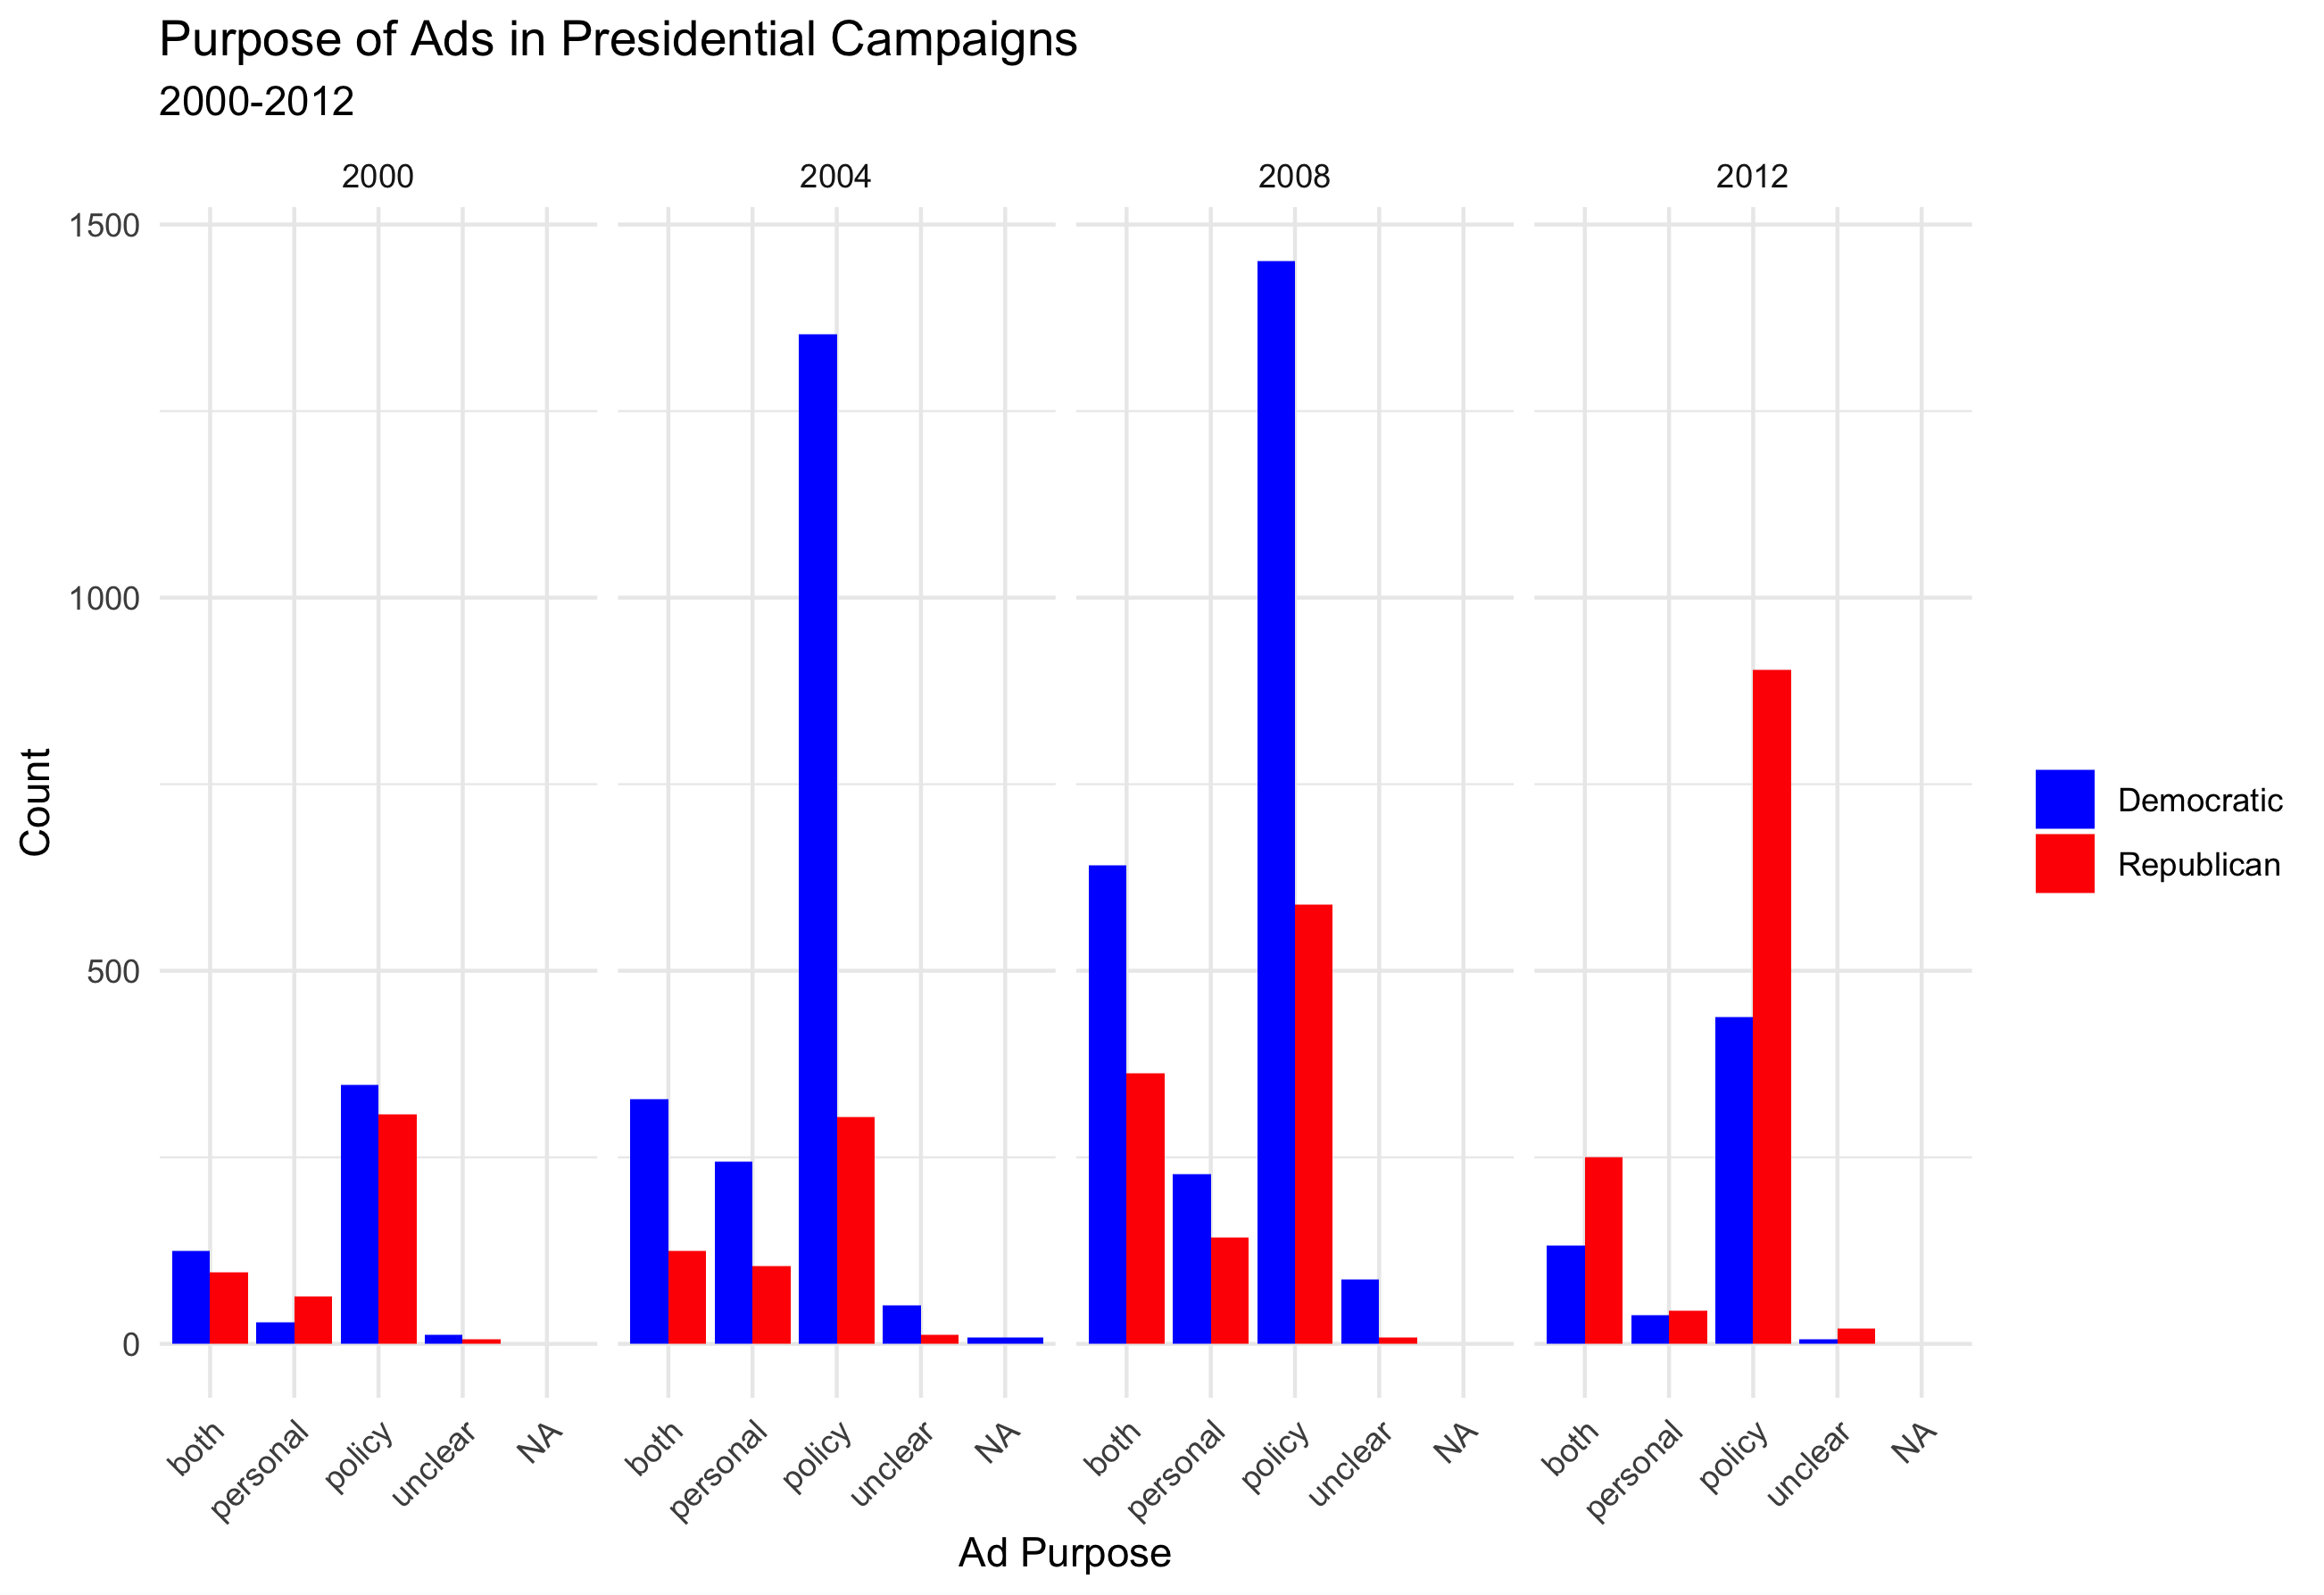 Purpose of Ads in Presidential Campaigns
2000-2012
2000 2004 2008 2012
1500
1000
500
0
Count
both personal policy unclear NA both personal policy unclear NA both personal policy unclear NA both personal policy unclear NA
Ad Purpose
Democratic
Republican